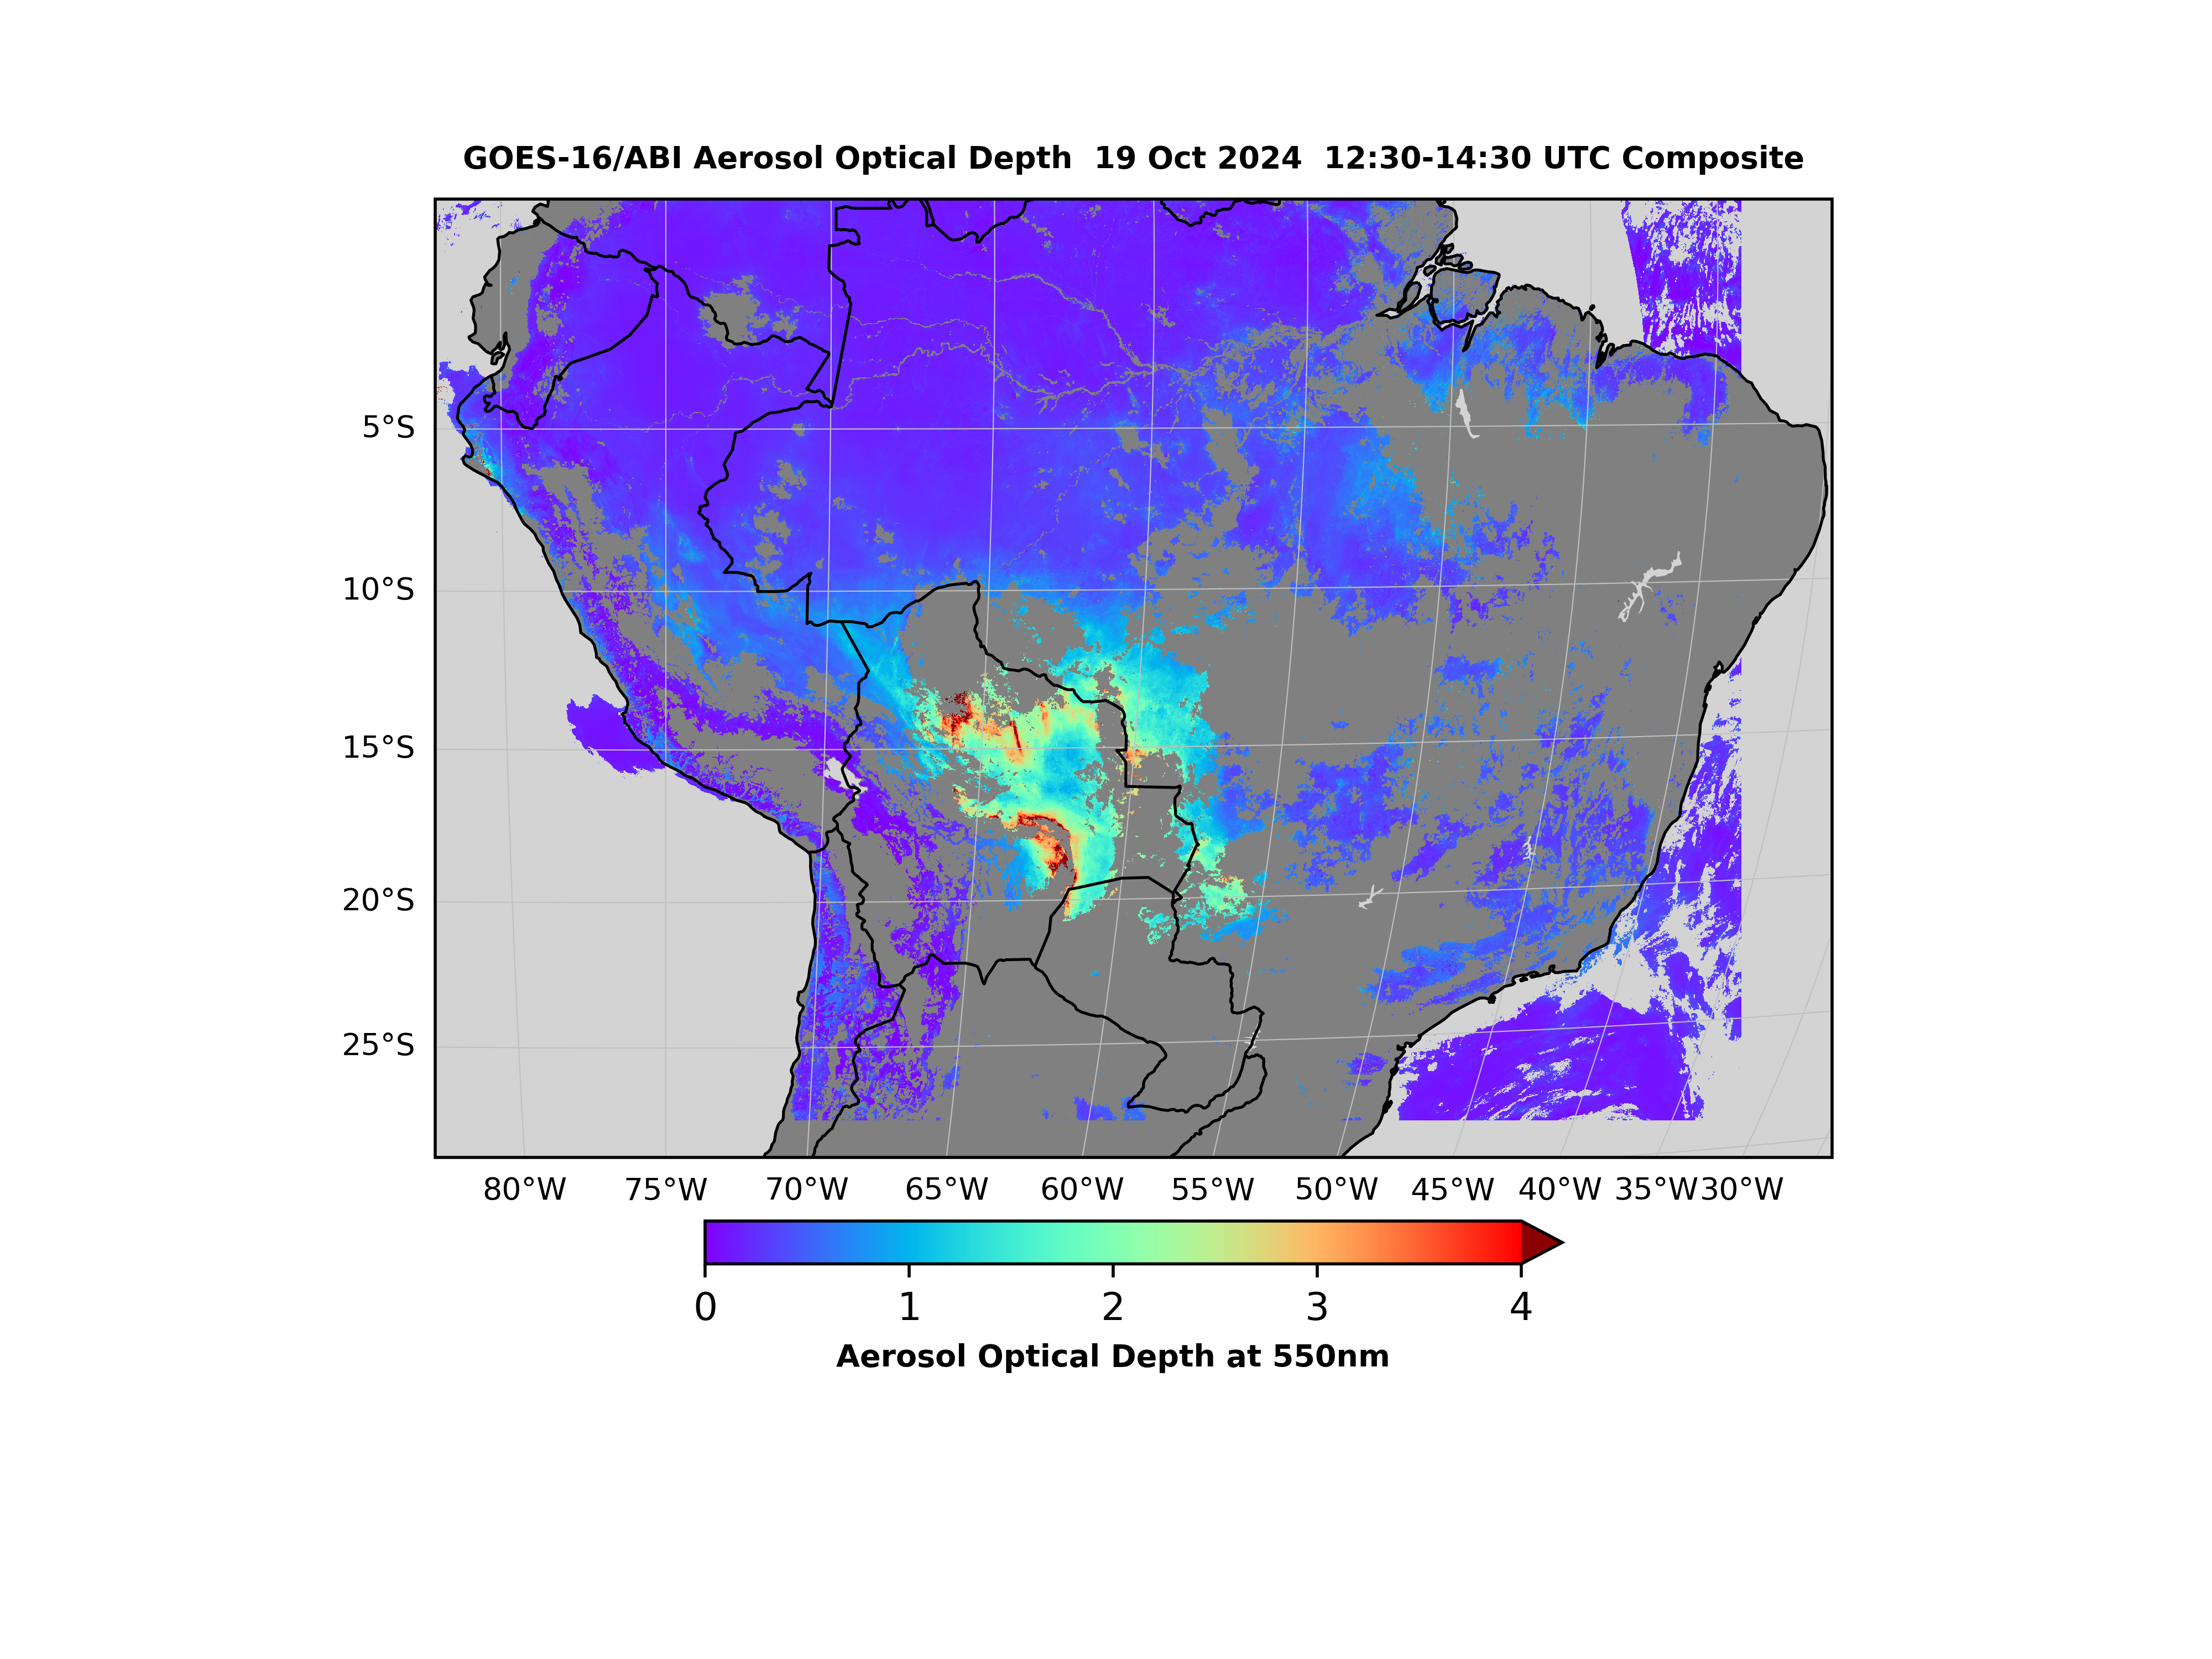 GOES-16/ABI Aerosol Optical Depth  19 Oct 2024  12:30-14:30 UTC Composite
5°S
10°S
15°S
20°S
25°S
80°W 75°W 70°W 65°W 60°W 55°W 50°W 45°W 40°W 35°W 30°W
0 1 2 3 4
Aerosol Optical Depth at 550nm